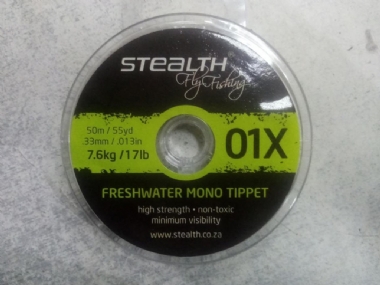 STEALTH
Fly Fishing
50m / 55yd
.33mm / .013in
7.6kg / 17lb
01X
FRESHWATER MONO TIPPET
high strength • non-toxic
minimum visibility
www.stealth.co.za